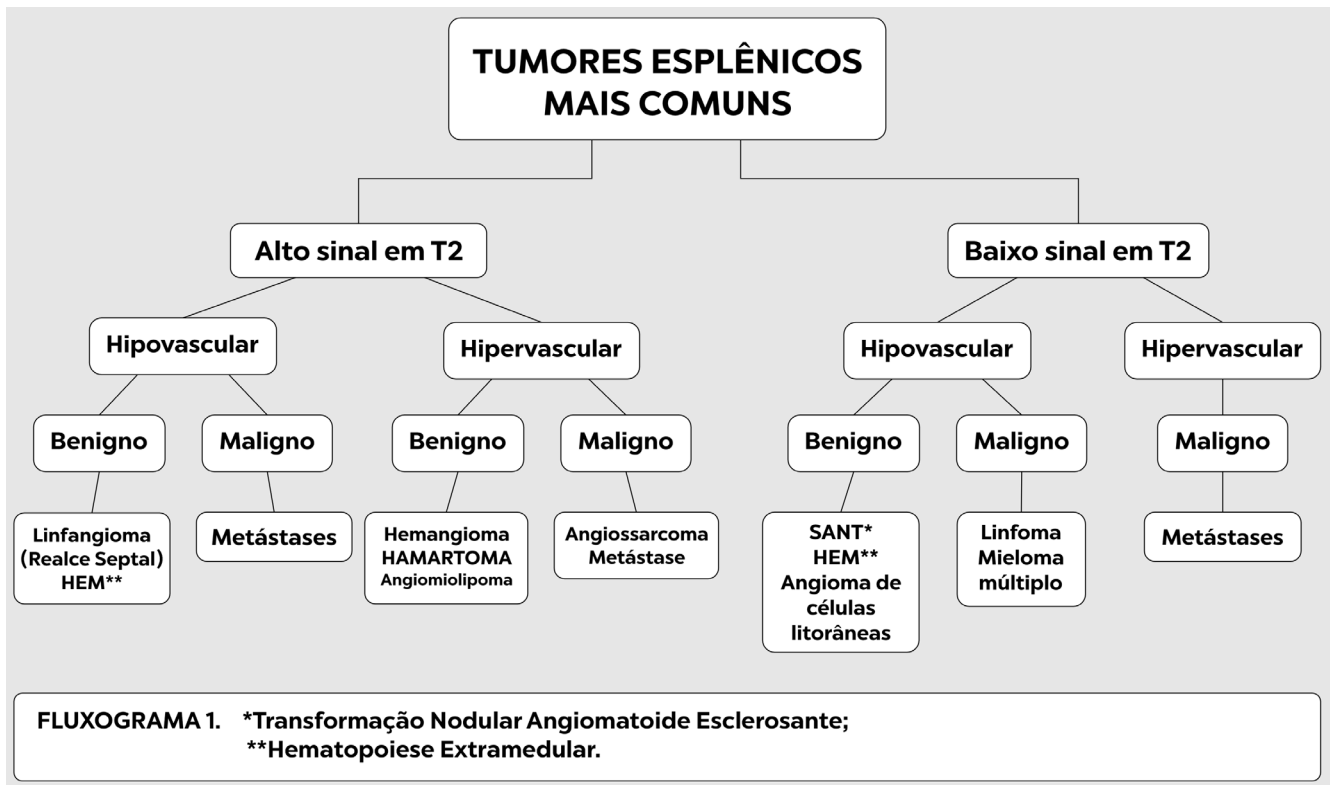 TUMORES ESPLÊNICOS
MAIS COMUNS
Alto sinal em T2
Baixo sinal em T2
Hipovascular
Hipervascular
Hipovascular
Hipervascular
Benigno
Maligno
Benigno
Maligno
Benigno
Maligno
Maligno
Linfangioma
(Realce Septal)
HEM**
Metástases
Hemangioma
HAMARTOMA
Angiomiolipoma
Angiossarcoma
Metástase
SANT*
HEM**
Angioma de
células
litorâneas
Linfoma
Mieloma
múltiplo
Metástases
FLUXOGRAMA 1. *Transformação Nodular Angiomatoide Esclerosante;
**Hematopoiese Extramedular.